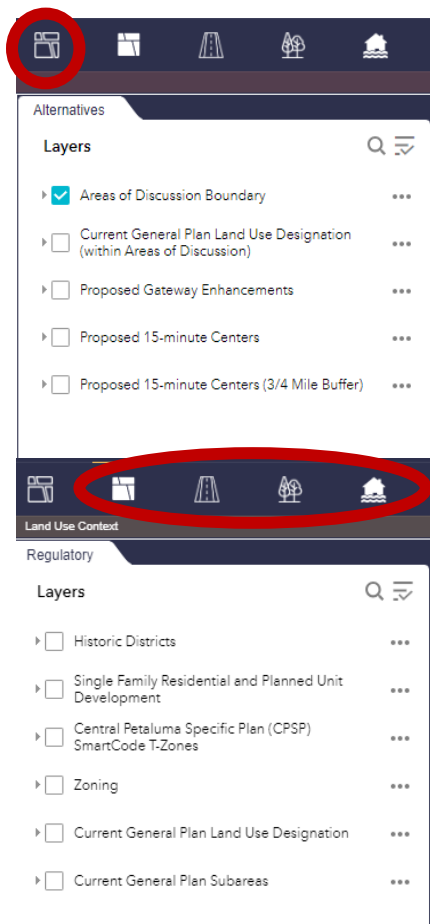 Alternatives
Layers
Areas of Discussion Boundary
Current General Plan Land Use Designation
(within Areas of Discussion)
Proposed Gateway Enhancements
Proposed 15-minute Centers
Proposed 15-minute Centers (3/4 Mile Buffer)
Land Use Context
Regulatory
Layers
Historic Districts
Single Family Residential and Planned Unit
Development
Central Petaluma Specific Plan (CPSP)
SmartCode T-Zones
Zoning
Current General Plan Land Use Designation
Current General Plan Subareas